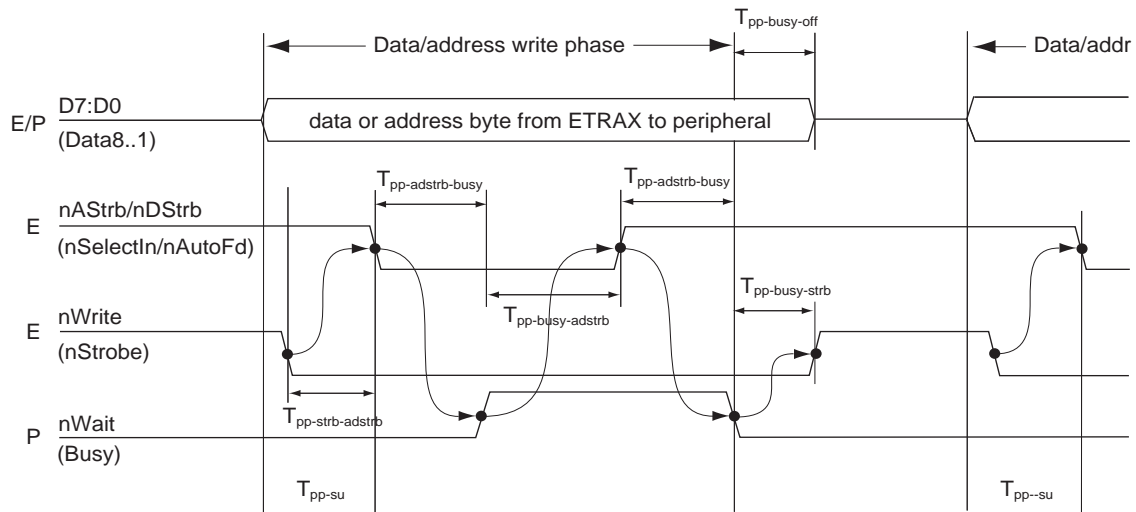 Tpp-busy-off
Data/address write phase
Data/addr
E/P
D7:D0
(Data8..1)
data or address byte from ETRAX to peripheral
Tpp-adstrb-busy
Tpp-adstrb-busy
E
nAStrb/nDStrb
(nSelectIn/nAutoFd)
Tpp-busy-strb
Tpp-busy-adstrb
E
nWrite
(nStrobe)
Tpp-strb-adstrb
P
nWait
(Busy)
Tpp-su
Tpp--su